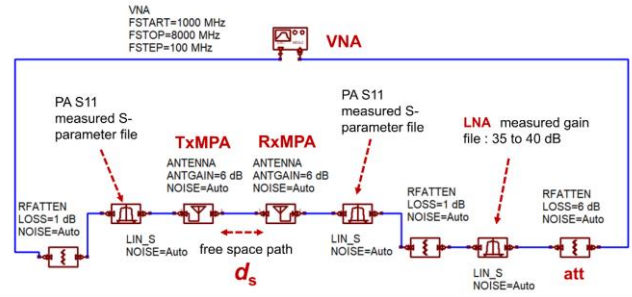 VNA
FSTART=1000 MHz
FSTOP=8000 MHz
FSTEP=100 MHz
VNA
PA S11
measured S-
parameter file
PA S11
measured S-
parameter file
LNA measured gain
file : 35 to 40 dB
TxMPA
RxMPA
ANTENNA
ANTGAIN=6 dB
NOISE=Auto
ANTENNA
ANTGAIN=6 dB
NOISE=Auto
RFATTEN
LOSS=1 dB
NOISE=Auto
RFATTEN
LOSS=1 dB
NOISE=Auto
RFATTEN
LOSS=6 dB
NOISE=Auto
LIN_S
NOISE=Auto
free space path
ds
LIN_S
NOISE=Auto
LIN_S
NOISE=Auto
att